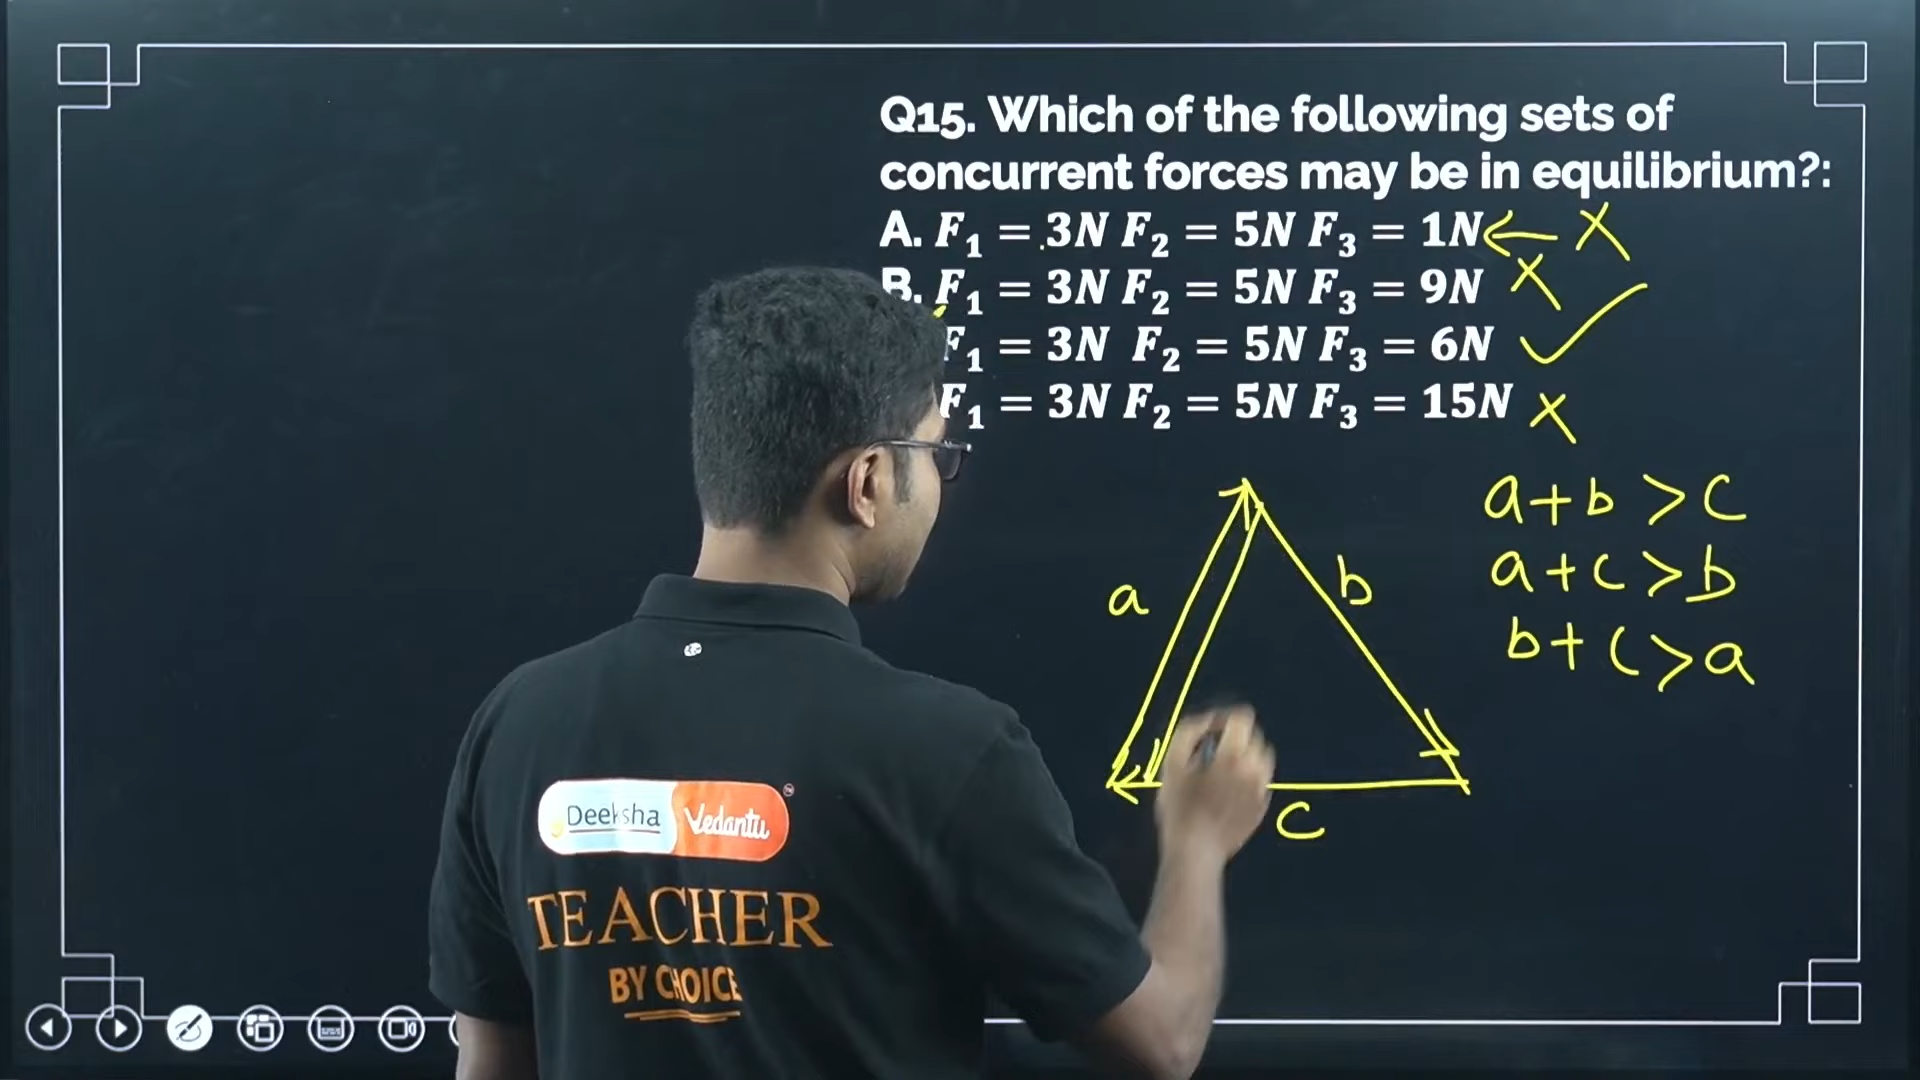 Q15. Which of the following sets of
concurrent forces may be in equilibrium?:
A. F₁ = 3N F₂ = 5N F₃ = 1N ← X
B. F₁ = 3N F₂ = 5N F₃ = 9N X
F₁ = 3N F₂ = 5N F₃ = 6N ✓
F₁ = 3N F₂ = 5N F₃ = 15N X
a + b > c
a + c > b
b + c > a
a
b
c
Deeksha Vedantu
TEACHER
BY CHOICE